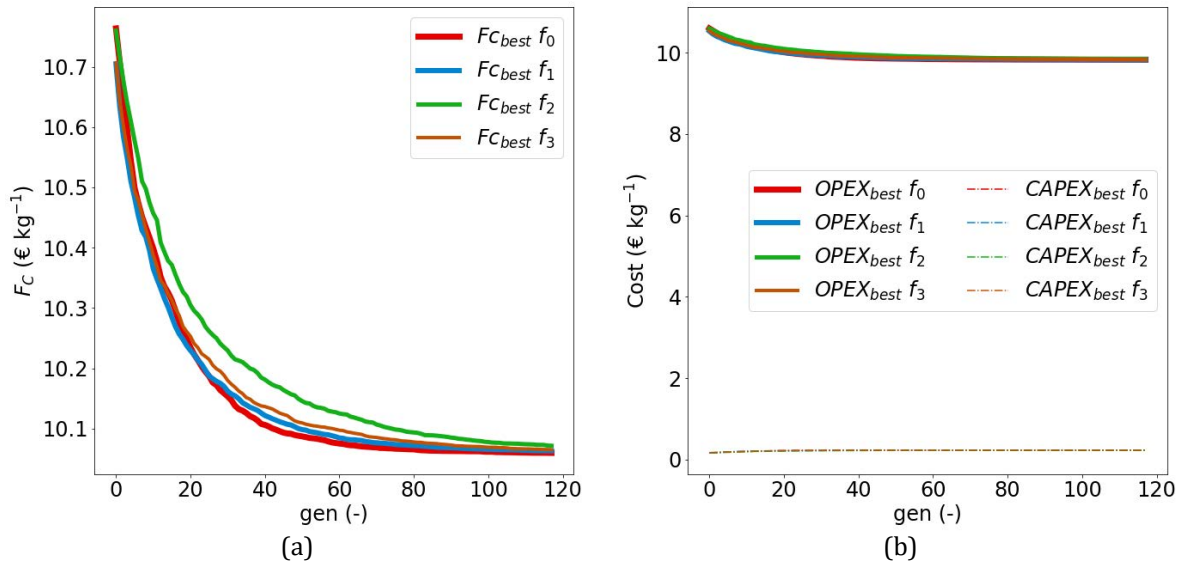 F_C (€ kg⁻¹)
10.7
10.6
10.5
10.4
10.3
10.2
10.1
0 20 40 60 80 100 120
gen (-)
Fc_best f_0
Fc_best f_1
Fc_best f_2
Fc_best f_3
(a)
Cost (€ kg⁻¹)
10
8
6
4
2
0
0 20 40 60 80 100 120
gen (-)
OPEX_best f_0 CAPEX_best f_0
OPEX_best f_1 CAPEX_best f_1
OPEX_best f_2 CAPEX_best f_2
OPEX_best f_3 CAPEX_best f_3
(b)